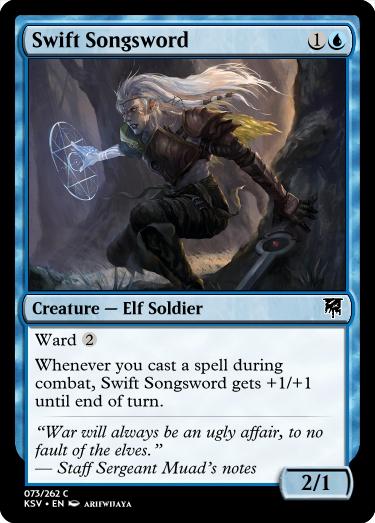 Swift Songsword 1
Creature — Elf Soldier
Ward 2
Whenever you cast a spell during
combat, Swift Songsword gets +1/+1
until end of turn.
“War will always be an ugly affair, to no
fault of the elves.”
— Staff Sergeant Muad’s notes
2/1
073/262 C
KSV • EN ARIFWIJAYA